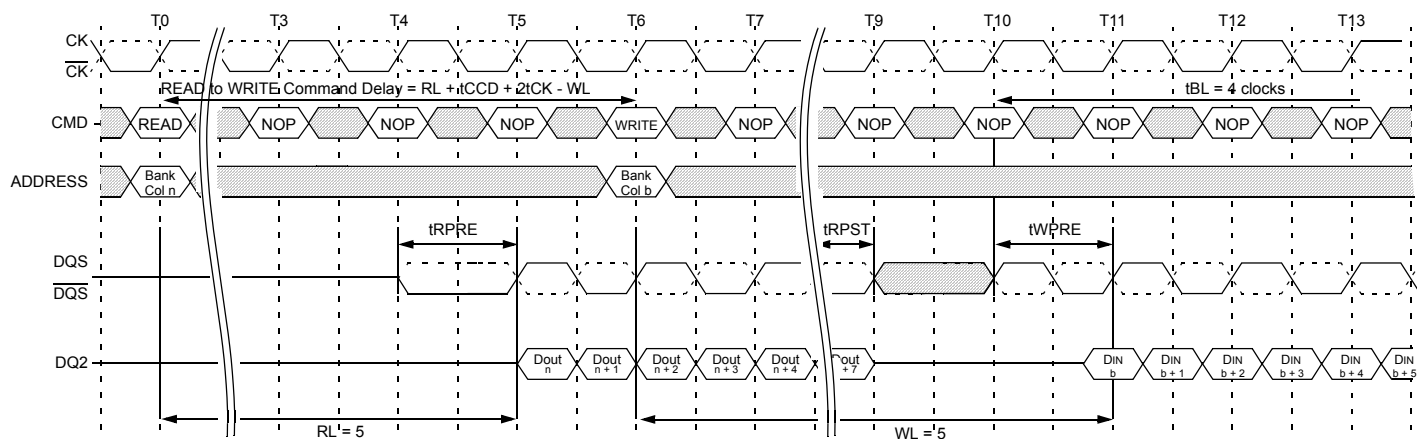 T0 T3 T4 T5 T6 T7 T9 T10 T11 T12 T13
CK
CK
READ to WRITE Command Delay = RL + tCCD + 2tCK - WL
tBL = 4 clocks
CMD READ NOP NOP NOP WRITE NOP NOP NOP NOP NOP NOP
ADDRESS
Bank
Col n
Bank
Col b
tRPRE
tRPST
tWPRE
DQS
DQS
DQ2
Dout
n
Dout
n + 1
Dout
n + 2
Dout
n + 3
Dout
n + 4
Dout
+ 7
DIN
b
DIN
b + 1
DIN
b + 2
DIN
b + 3
DIN
b + 4
DIN
b + 5
RL = 5
WL = 5